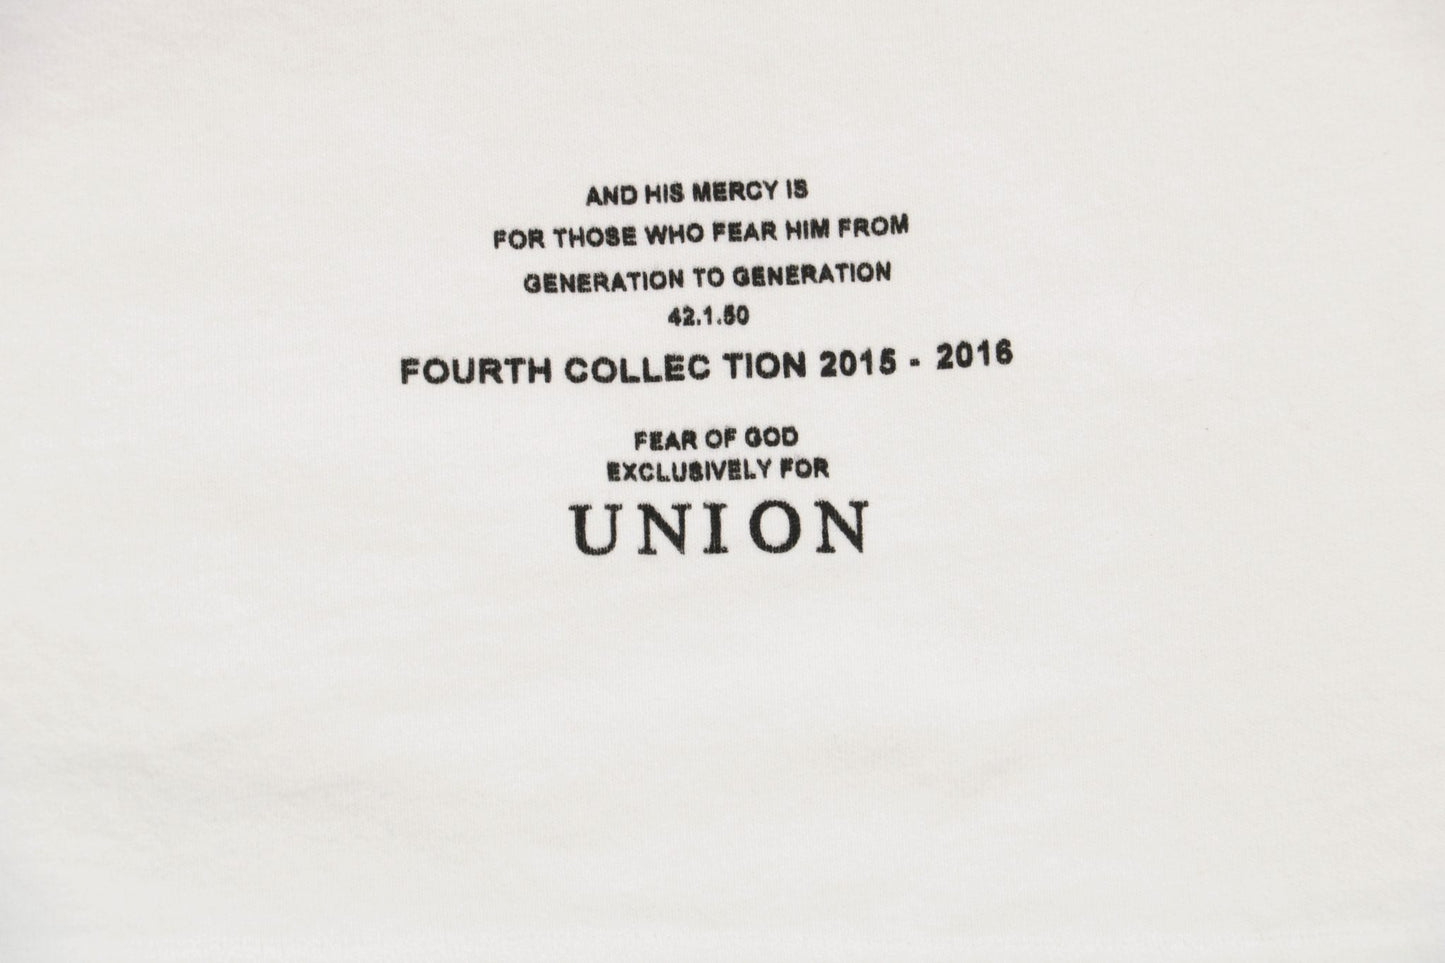 AND HIS MERCY IS
FOR THOSE WHO FEAR HIM FROM
GENERATION TO GENERATION
42.1.50
FOURTH COLLEC TION 2015 - 2016
FEAR OF GOD
EXCLUSIVELY FOR
UNION